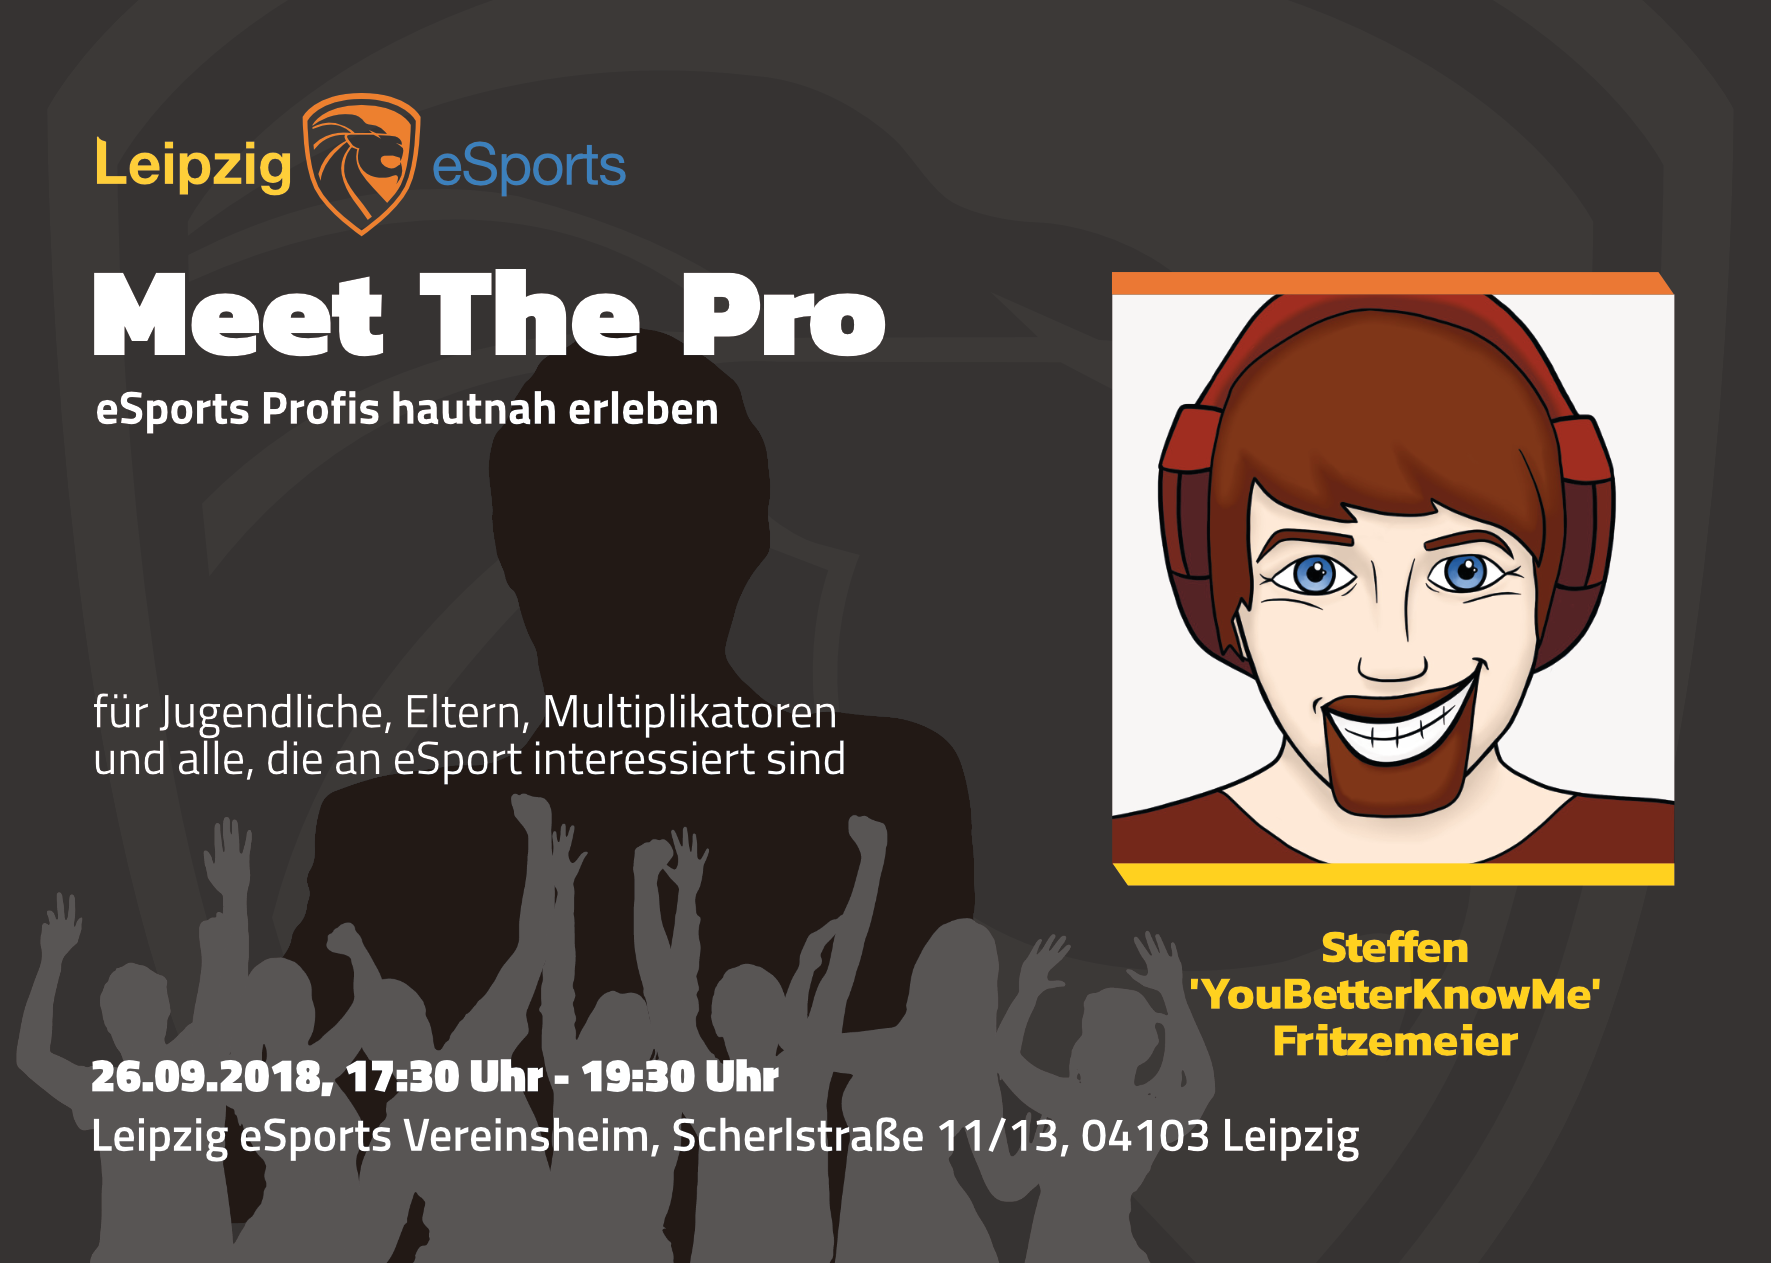 Leipzig eSports
Meet The Pro
eSports Profis hautnah erleben
für Jugendliche, Eltern, Multiplikatoren
und alle, die an eSport interessiert sind
Steffen
'YouBetterKnowMe'
Fritzemeier
26.09.2018, 17:30 Uhr - 19:30 Uhr
Leipzig eSports Vereinsheim, Scherlstraße 11/13, 04103 Leipzig